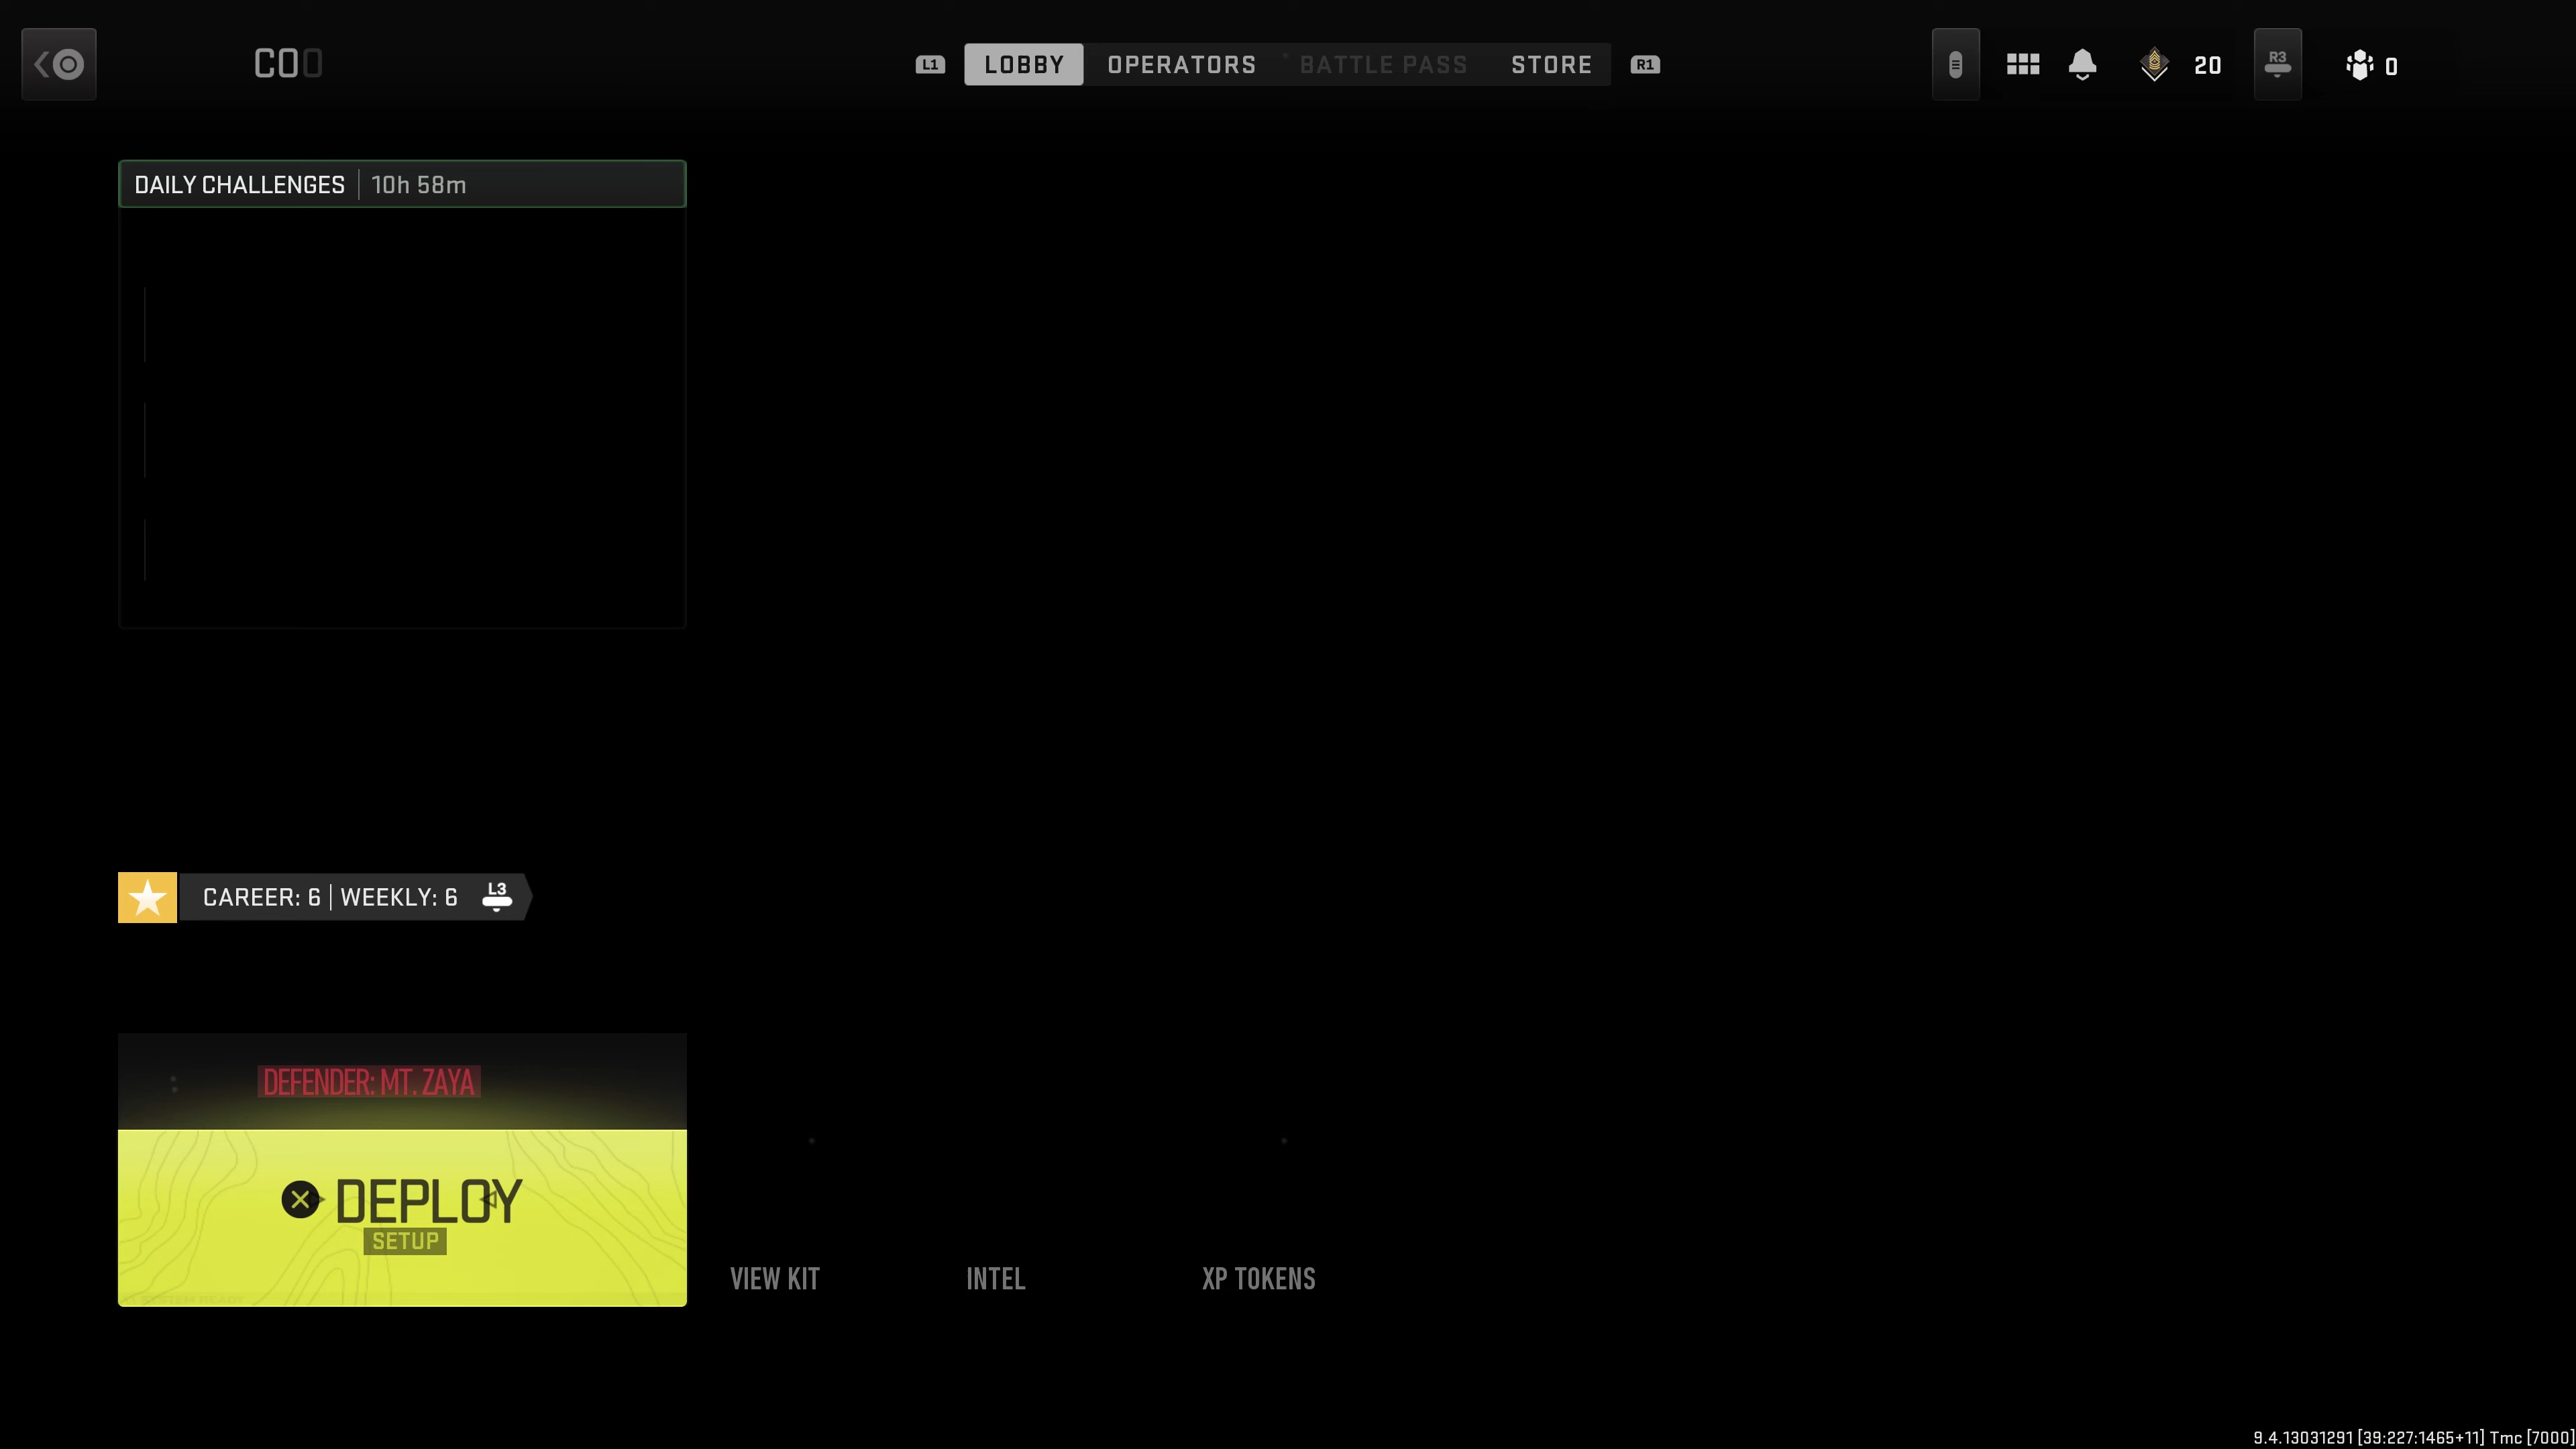 COO
L1 LOBBY OPERATORS BATTLE PASS STORE R1
20 R3 0
DAILY CHALLENGES 10h 58m
CAREER: 6 | WEEKLY: 6 L3
DEFENDER: MT. ZAYA
DEPLOY
SETUP
VIEW KIT INTEL XP TOKENS
9.4.13031291 [39:227:1465+11] Tmc [7000]